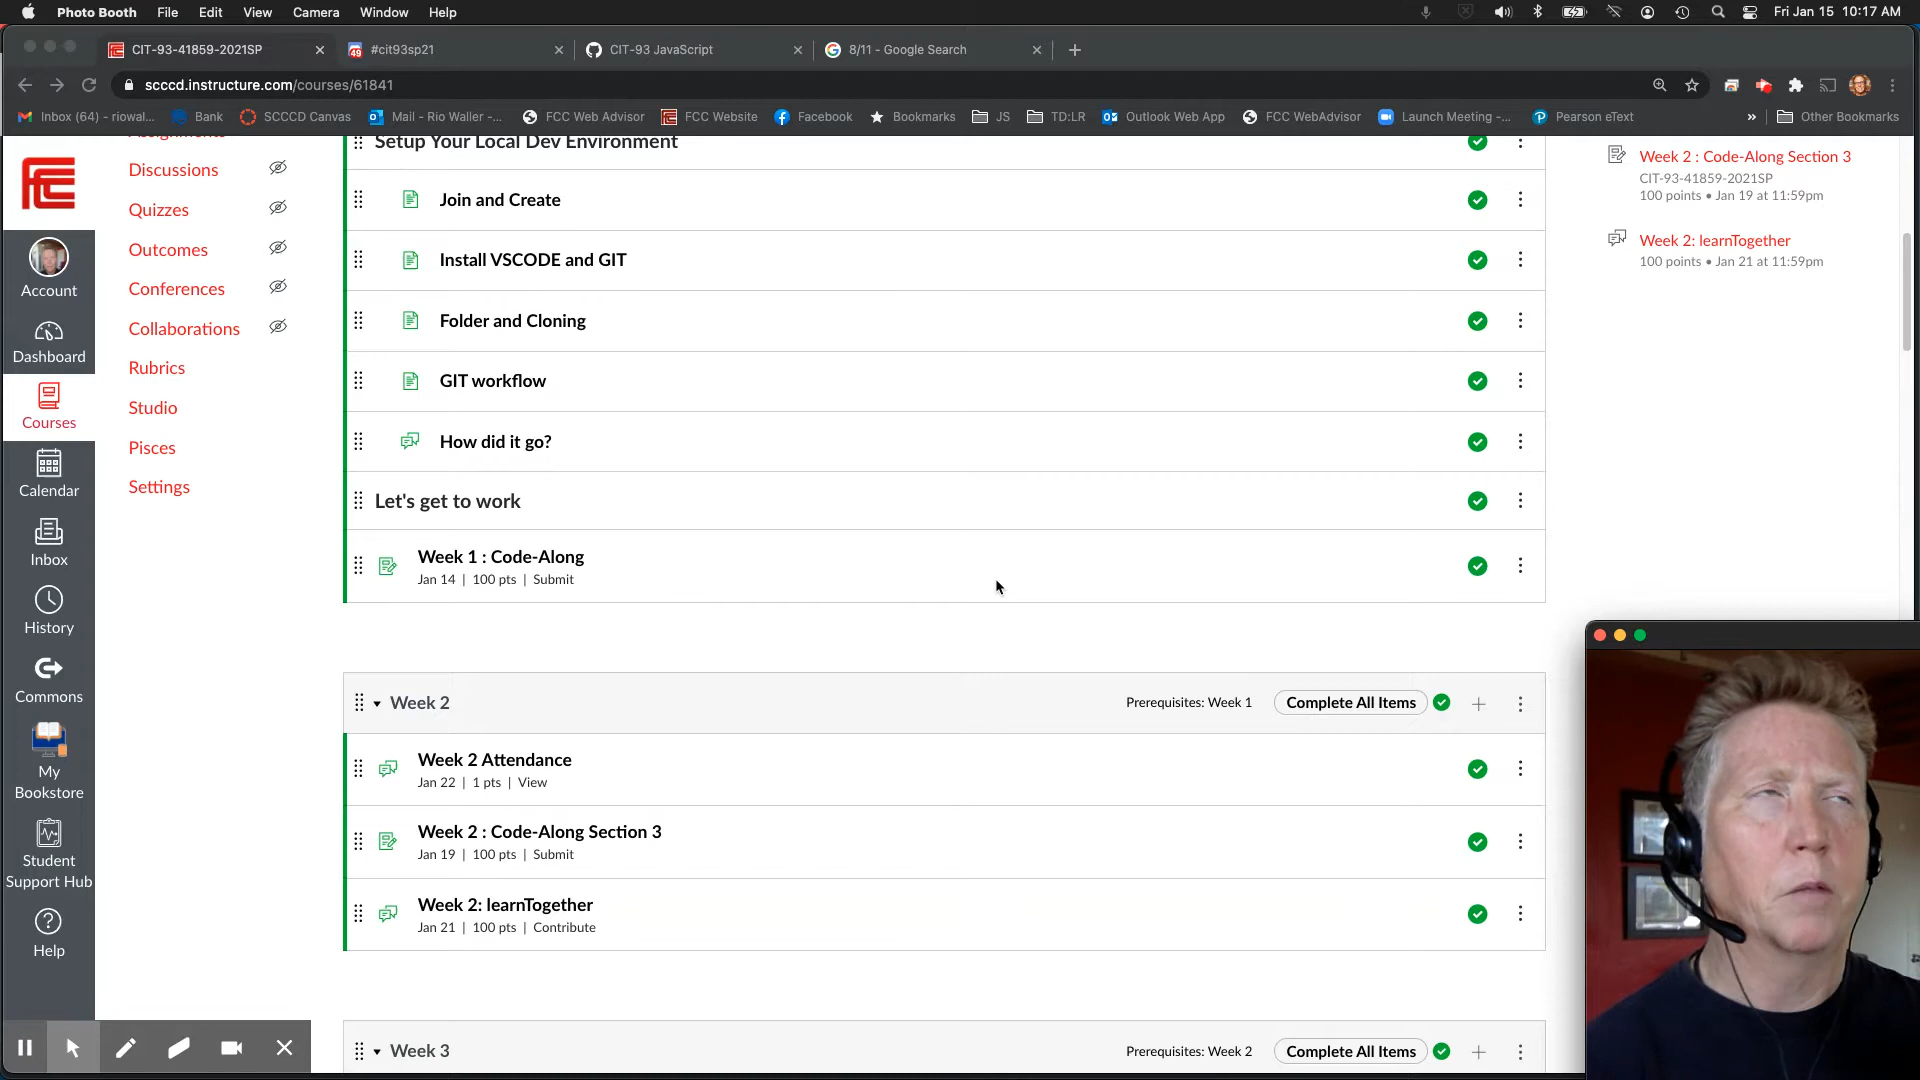 Photo Booth File Edit View Camera Window Help
Fri Jan 15 10:17 AM
CIT-93-41859-2021SP
#cit93sp21
CIT-93 JavaScript
8/11 - Google Search
scccd.instructure.com/courses/61841
Inbox (64) - riowal...
Bank
SCCCD Canvas
Mail - Rio Waller -...
FCC Web Advisor
FCC Website
Facebook
Bookmarks
JS
TD:LR
Outlook Web App
FCC WebAdvisor
Launch Meeting -...
Pearson eText
»
Other Bookmarks
Account
Dashboard
Courses
Calendar
Inbox
History
Commons
My
Bookstore
Student
Support Hub
Help
Assignments
Discussions
Quizzes
Outcomes
Conferences
Collaborations
Rubrics
Studio
Pisces
Settings
Setup Your Local Dev Environment
Join and Create
Install VSCODE and GIT
Folder and Cloning
GIT workflow
How did it go?
Let's get to work
Week 1 : Code-Along
Jan 14 | 100 pts | Submit
Week 2
Prerequisites: Week 1
Complete All Items
Week 2 Attendance
Jan 22 | 1 pts | View
Week 2 : Code-Along Section 3
Jan 19 | 100 pts | Submit
Week 2: learnTogether
Jan 21 | 100 pts | Contribute
Week 3
Prerequisites: Week 2
Complete All Items
Week 2 : Code-Along Section 3
CIT-93-41859-2021SP
100 points • Jan 19 at 11:59pm
Week 2: learnTogether
100 points • Jan 21 at 11:59pm